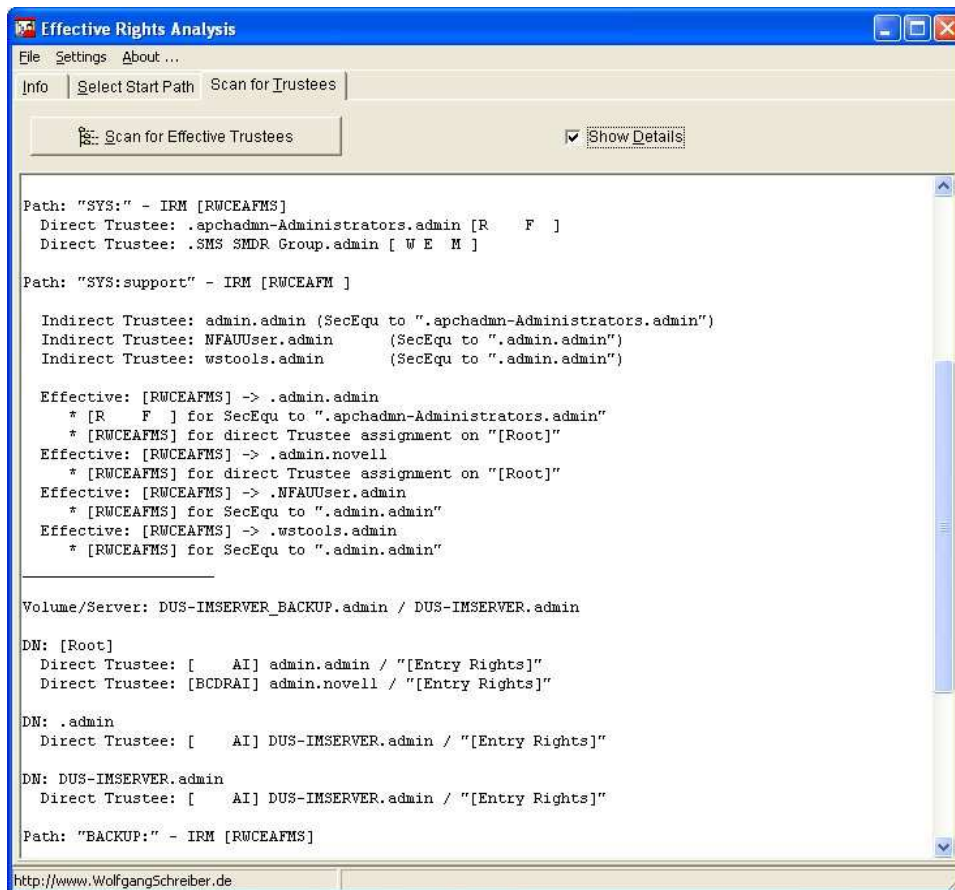 Effective Rights Analysis
File Settings About ...
Info Select Start Path Scan for Trustees
Scan for Effective Trustees Show Details
Path: "SYS:" - IRM [RWCEAFMS]
Direct Trustee: .apchadmn-Administrators.admin [R    F  ]
Direct Trustee: .SMS SMDR Group.admin [ W E  M ]
Path: "SYS:support" - IRM [RWCEAFM ]
Indirect Trustee: admin.admin (SecEqu to ".apchadmn-Administrators.admin")
Indirect Trustee: NFAUUser.admin      (SecEqu to ".admin.admin")
Indirect Trustee: wstools.admin       (SecEqu to ".admin.admin")
Effective: [RWCEAFMS] -> .admin.admin
* [R    F  ] for SecEqu to ".apchadmn-Administrators.admin"
* [RWCEAFMS] for direct Trustee assignment on "[Root]"
Effective: [RWCEAFMS] -> .admin.novell
* [RWCEAFMS] for direct Trustee assignment on "[Root]"
Effective: [RWCEAFMS] -> .NFAUUser.admin
* [RWCEAFMS] for SecEqu to ".admin.admin"
Effective: [RWCEAFMS] -> .wstools.admin
* [RWCEAFMS] for SecEqu to ".admin.admin"
Volume/Server: DUS-IMSERVER_BACKUP.admin / DUS-IMSERVER.admin
DN: [Root]
Direct Trustee: [    AI] admin.admin / "[Entry Rights]"
Direct Trustee: [BCDRAI] admin.novell / "[Entry Rights]"
DN: .admin
Direct Trustee: [    AI] DUS-IMSERVER.admin / "[Entry Rights]"
DN: DUS-IMSERVER.admin
Direct Trustee: [    AI] DUS-IMSERVER.admin / "[Entry Rights]"
Path: "BACKUP:" - IRM [RWCEAFMS]
http://www.WolfgangSchreiber.de